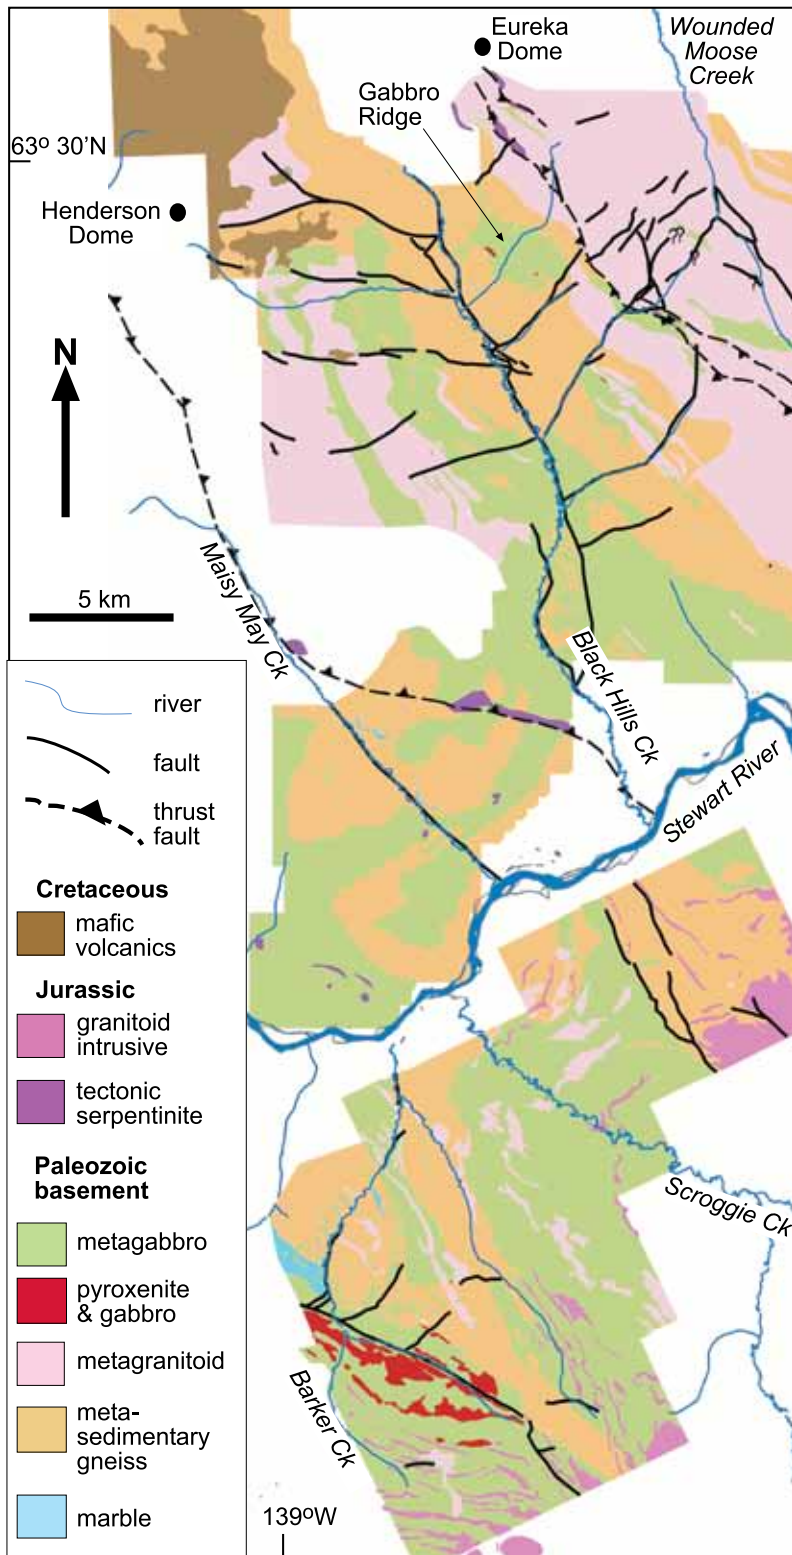 Eureka
Dome
Wounded
Moose
Creek
Gabbro
Ridge
63º 30'N
Henderson
Dome
N
5 km
Maisy May Ck
Black Hills Ck
Stewart River
river
fault
thrust
fault
Cretaceous
mafic
volcanics
Jurassic
granitoid
intrusive
tectonic
serpentinite
Paleozoic
basement
metagabbro
pyroxenite
& gabbro
metagranitoid
meta-
sedimentary
gneiss
marble
Scroggie Ck
Barker Ck
139ºW